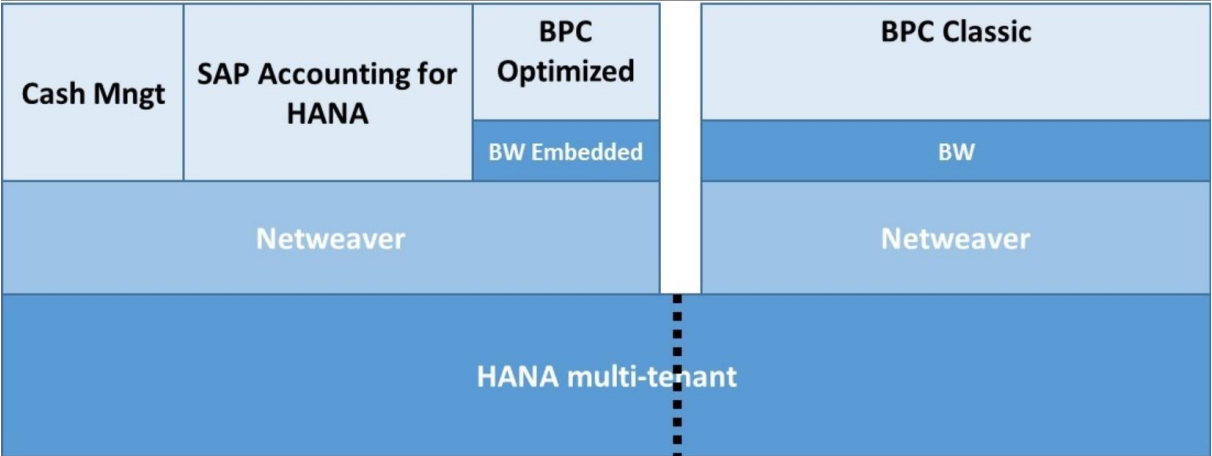 Cash Mngt
SAP Accounting for
HANA
BPC
Optimized
BW Embedded
BPC Classic
BW
Netweaver
Netweaver
HANA multi-tenant